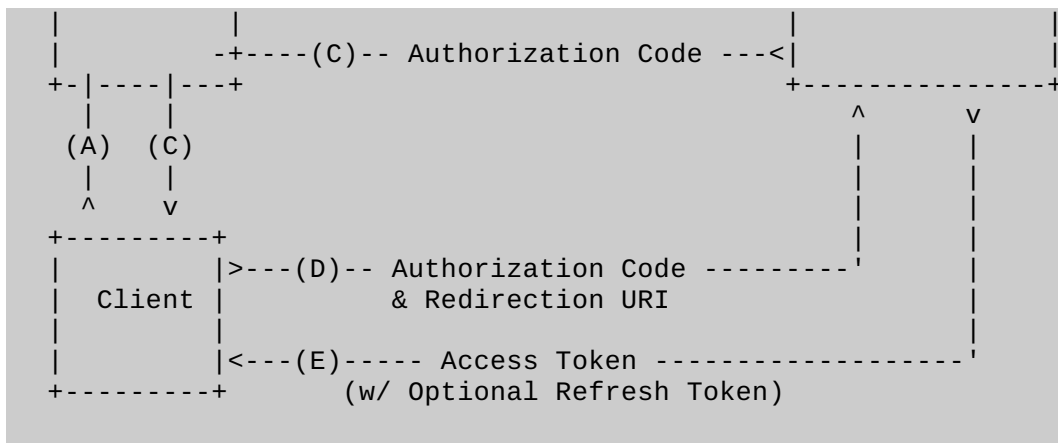 |         |                                 |               |
|        -+----(C)-- Authorization Code ---<|               |
+-|----|---+                                +---------------+
|    |                                         ^      v
(A)  (C)                                        |      |
|    |                                         |      |
^    v                                         |      |
+---------+                                      |      |
|         |>---(D)-- Authorization Code ---------'      |
|  Client |          & Redirection URI                  |
|         |                                             |
|         |<---(E)----- Access Token -------------------'
+---------+       (w/ Optional Refresh Token)